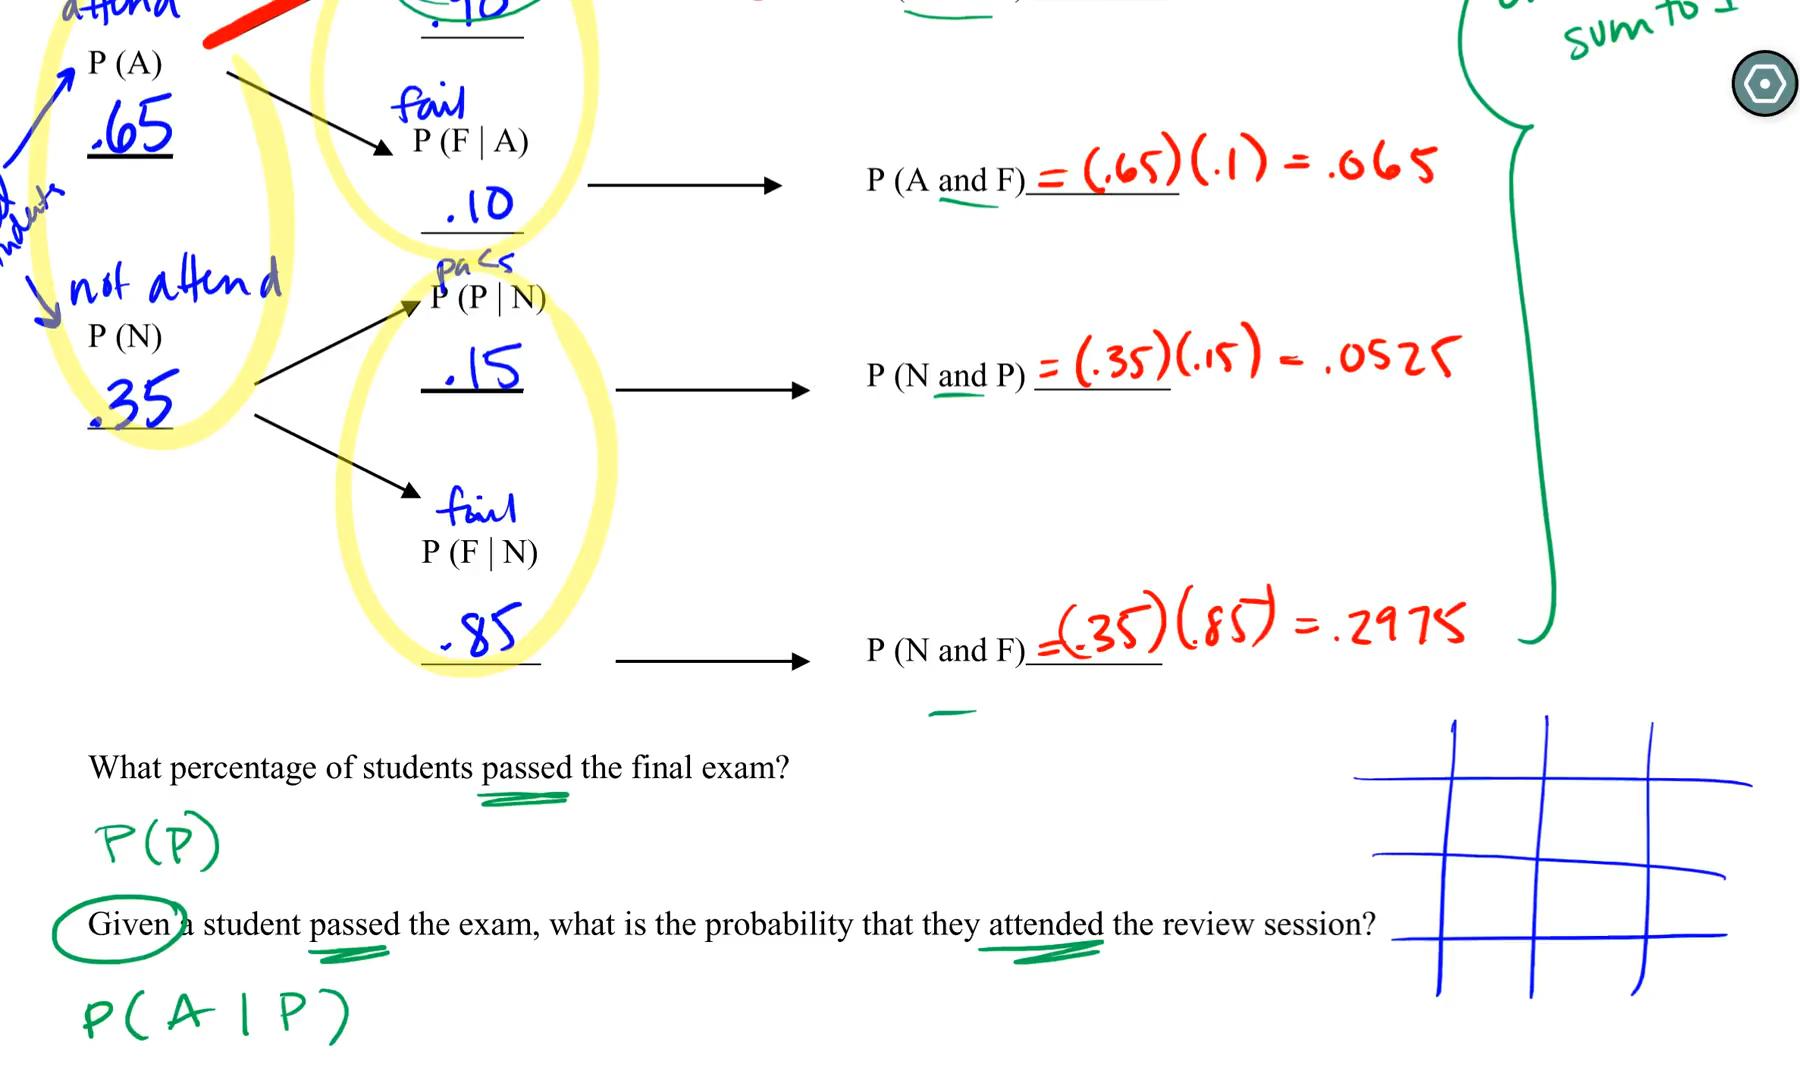 attend
.90
sum to 1
P (A)
.65
fail
P (F | A)
.10
P (A and F) = (.65)(.1) = .065
not attend
P (N)
.35
pass
P (P | N)
.15
P (N and P) = (.35)(.15) = .0525
fail
P (F | N)
.85
P (N and F) = (.35)(.85) = .2975
What percentage of students passed the final exam?
P(P)
Given a student passed the exam, what is the probability that they attended the review session?
P(A | P)